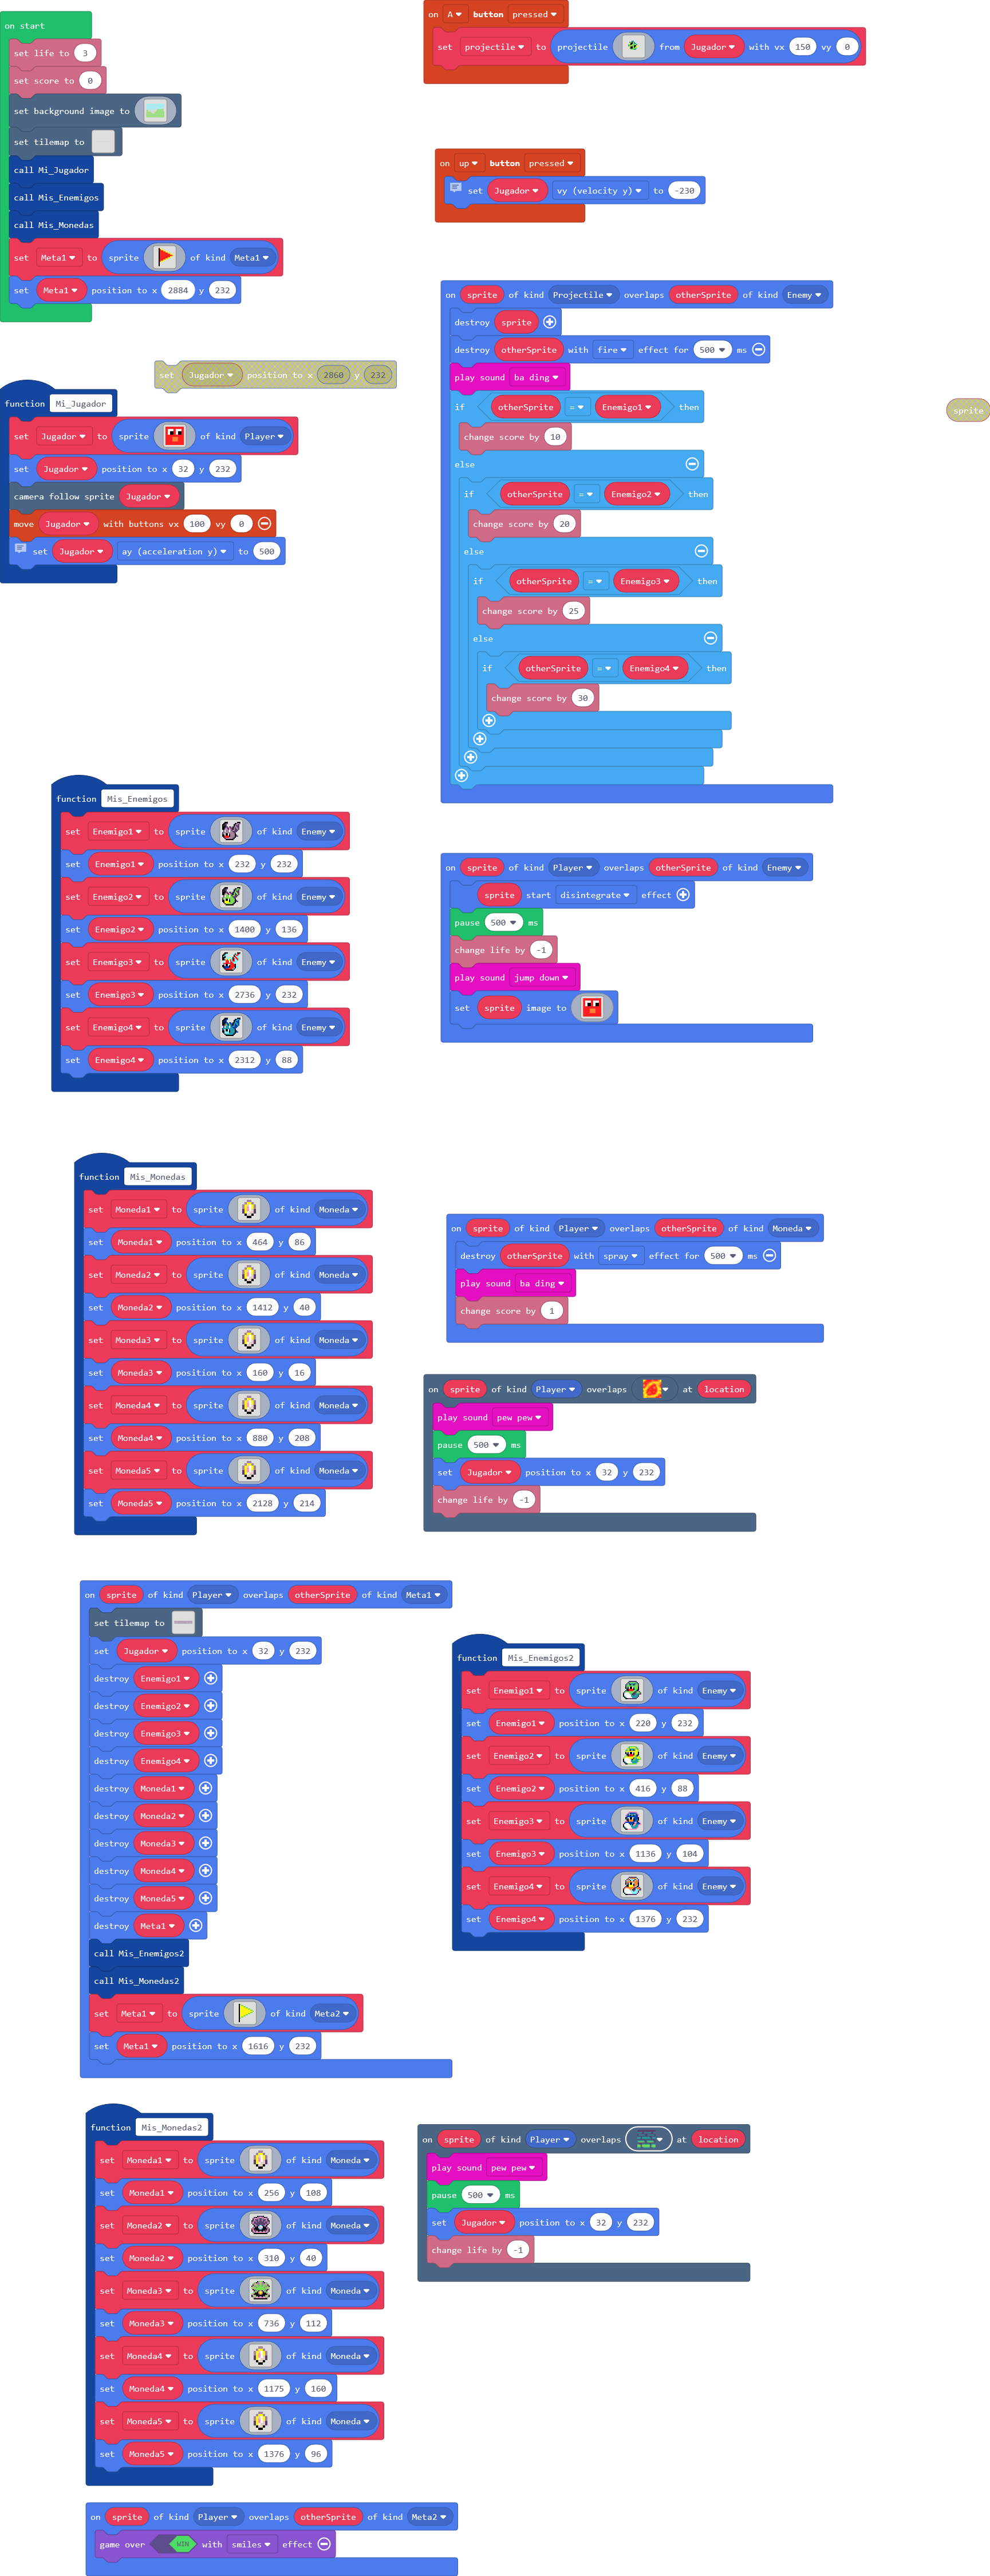 on start
set life to 3
set score to 0
set background image to
set tilemap to
call Mi_Jugador
call Mis_Enemigos
call Mis_Monedas
set Meta1 to sprite of kind Meta1
set Meta1 position to x 2884 y 232
set Jugador position to x 2860 y 232
function Mi_Jugador
set Jugador to sprite of kind Player
set Jugador position to x 32 y 232
camera follow sprite Jugador
move Jugador with buttons vx 100 vy 0
set Jugador ay (acceleration y) to 500
function Mis_Enemigos
set Enemigo1 to sprite of kind Enemy
set Enemigo1 position to x 232 y 232
set Enemigo2 to sprite of kind Enemy
set Enemigo2 position to x 1400 y 136
set Enemigo3 to sprite of kind Enemy
set Enemigo3 position to x 2736 y 232
set Enemigo4 to sprite of kind Enemy
set Enemigo4 position to x 2312 y 88
function Mis_Monedas
set Moneda1 to sprite of kind Moneda
set Moneda1 position to x 464 y 86
set Moneda2 to sprite of kind Moneda
set Moneda2 position to x 1412 y 40
set Moneda3 to sprite of kind Moneda
set Moneda3 position to x 160 y 16
set Moneda4 to sprite of kind Moneda
set Moneda4 position to x 880 y 208
set Moneda5 to sprite of kind Moneda
set Moneda5 position to x 2128 y 214
on A button pressed
set projectile to projectile from Jugador with vx 150 vy 0
on up button pressed
set Jugador vy (velocity y) to -230
on sprite of kind Projectile overlaps otherSprite of kind Enemy
destroy sprite
destroy otherSprite with fire effect for 500 ms
play sound ba ding
if otherSprite = Enemigo1 then
change score by 10
else
if otherSprite = Enemigo2 then
change score by 20
else
if otherSprite = Enemigo3 then
change score by 25
else
if otherSprite = Enemigo4 then
change score by 30
sprite
on sprite of kind Player overlaps otherSprite of kind Enemy
sprite start disintegrate effect
pause 500 ms
change life by -1
play sound jump down
set sprite image to
on sprite of kind Player overlaps otherSprite of kind Moneda
destroy otherSprite with spray effect for 500 ms
play sound ba ding
change score by 1
on sprite of kind Player overlaps at location
play sound pew pew
pause 500 ms
set Jugador position to x 32 y 232
change life by -1
on sprite of kind Player overlaps otherSprite of kind Meta1
set tilemap to
set Jugador position to x 32 y 232
destroy Enemigo1
destroy Enemigo2
destroy Enemigo3
destroy Enemigo4
destroy Moneda1
destroy Moneda2
destroy Moneda3
destroy Moneda4
destroy Moneda5
destroy Meta1
call Mis_Enemigos2
call Mis_Monedas2
set Meta1 to sprite of kind Meta2
set Meta1 position to x 1616 y 232
function Mis_Enemigos2
set Enemigo1 to sprite of kind Enemy
set Enemigo1 position to x 220 y 232
set Enemigo2 to sprite of kind Enemy
set Enemigo2 position to x 416 y 88
set Enemigo3 to sprite of kind Enemy
set Enemigo3 position to x 1136 y 104
set Enemigo4 to sprite of kind Enemy
set Enemigo4 position to x 1376 y 232
function Mis_Monedas2
set Moneda1 to sprite of kind Moneda
set Moneda1 position to x 256 y 108
set Moneda2 to sprite of kind Moneda
set Moneda2 position to x 310 y 40
set Moneda3 to sprite of kind Moneda
set Moneda3 position to x 736 y 112
set Moneda4 to sprite of kind Moneda
set Moneda4 position to x 1175 y 160
set Moneda5 to sprite of kind Moneda
set Moneda5 position to x 1376 y 96
on sprite of kind Player overlaps at location
play sound pew pew
pause 500 ms
set Jugador position to x 32 y 232
change life by -1
on sprite of kind Player overlaps otherSprite of kind Meta2
game over WIN with smiles effect